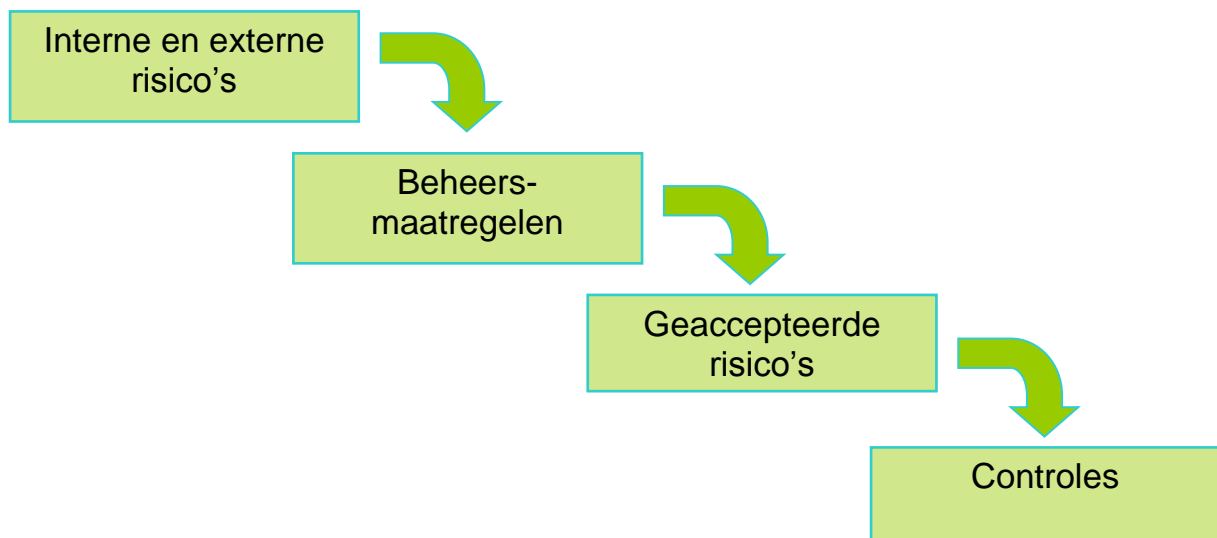 Interne en externe
risico’s
Beheers-
maatregelen
Geaccepteerde
risico’s
Controles